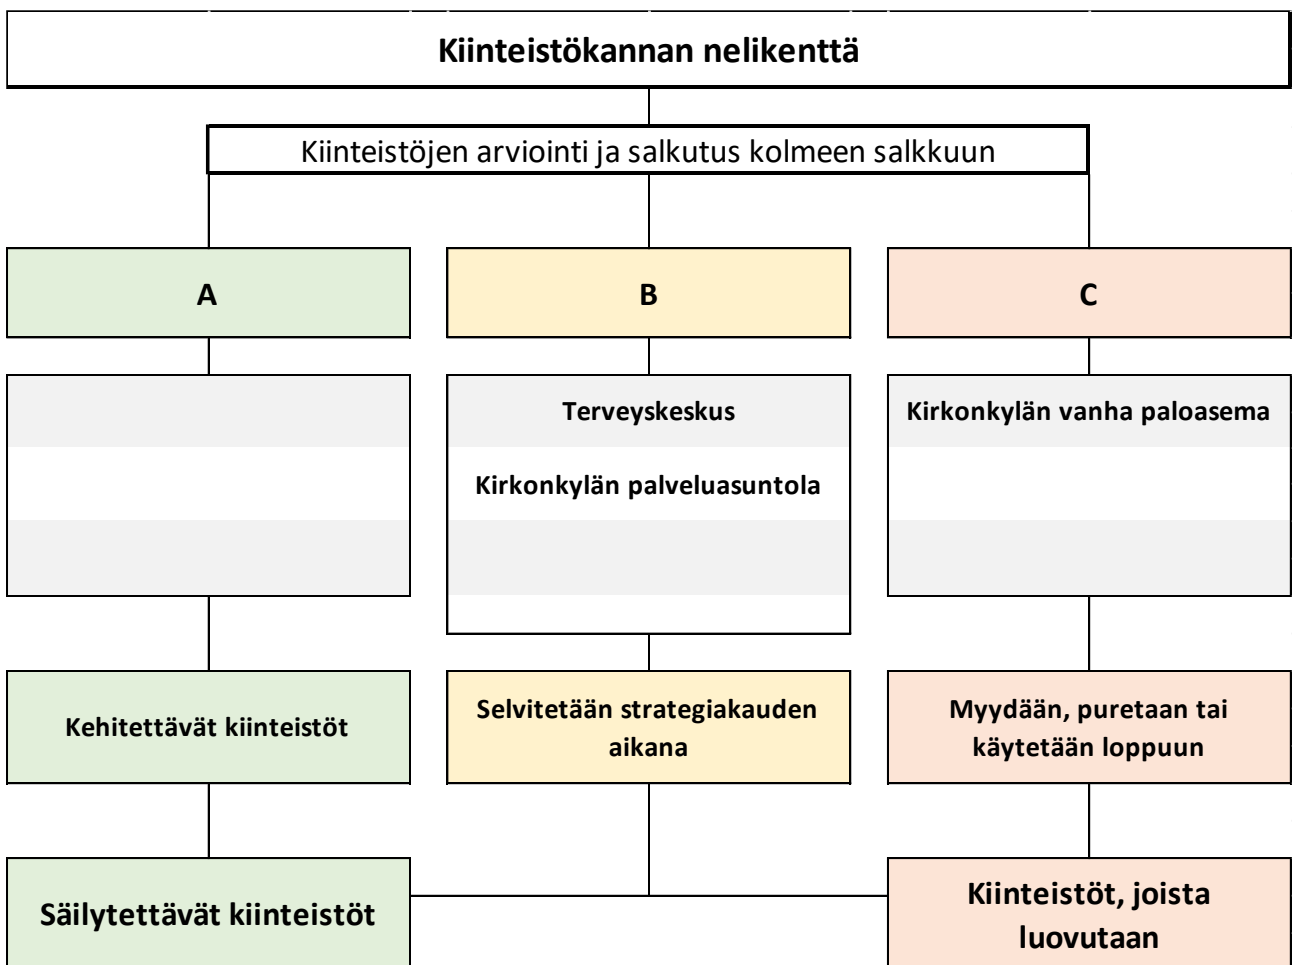 Kiinteistökannan nelikenttä
Kiinteistöjen arviointi ja salkutus kolmeen salkkuun
A
B
C
Terveyskeskus
Kirkonkylän vanha paloasema
Kirkonkylän palveluasuntola
Kehitettävät kiinteistöt
Selvitetään strategiakauden
aikana
Myydään, puretaan tai
käytetään loppuun
Säilytettävät kiinteistöt
Kiinteistöt, joista
luovutaan